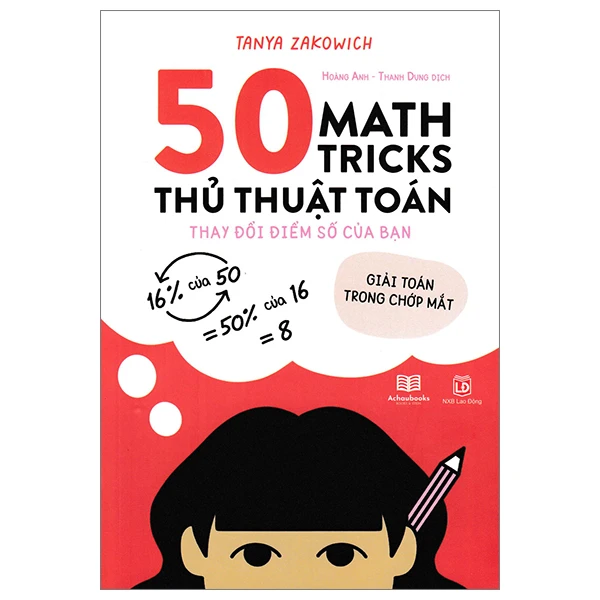 TANYA ZAKOWICH
HOÀNG ANH - THANH DUNG DỊCH
50 MATH
TRICKS
THỦ THUẬT TOÁN
THAY ĐỔI ĐIỂM SỐ CỦA BẠN
16% của 50
= 50% của 16
= 8
GIẢI TOÁN
TRONG CHỚP MẮT
Achaubooks
LĐ
NXB Lao Động